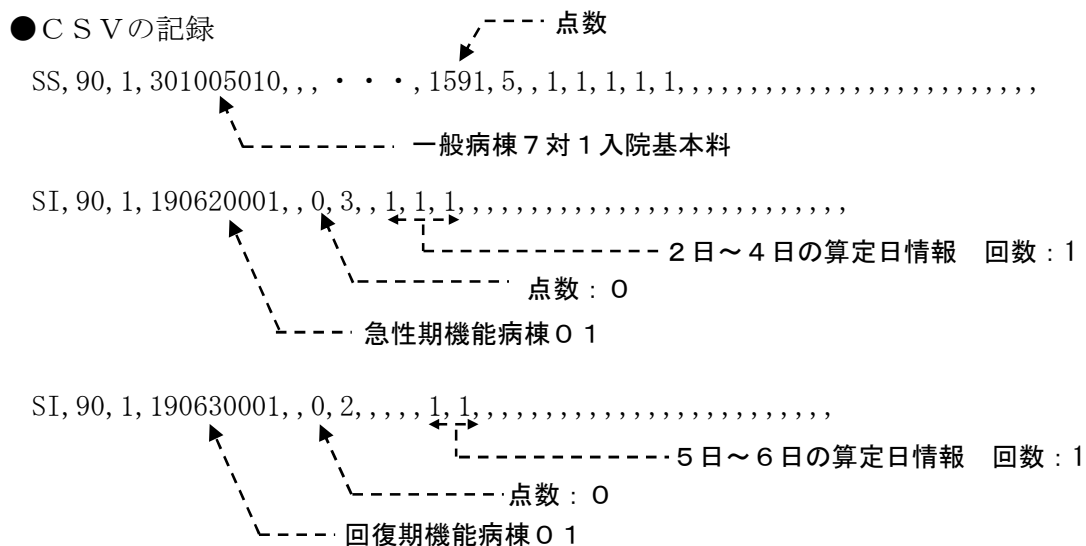 ●ＣＳＶの記録
点数
SS,90,1,301005010,,, ・・・,1591,5,,1,1,1,1,1,,,,,,,,,,,,,,,,,,,,,,,,,
一般病棟７対１入院基本料
SI,90,1,190620001,,0,3,,1,1,1,,,,,,,,,,,,,,,,,,,,,,,,,,,
２日～４日の算定日情報　回数：1
点数：０
急性期機能病棟０１
SI,90,1,190630001,,0,2,,,,,1,1,,,,,,,,,,,,,,,,,,,,,,,,,
５日～６日の算定日情報　回数：1
点数：０
回復期機能病棟０１